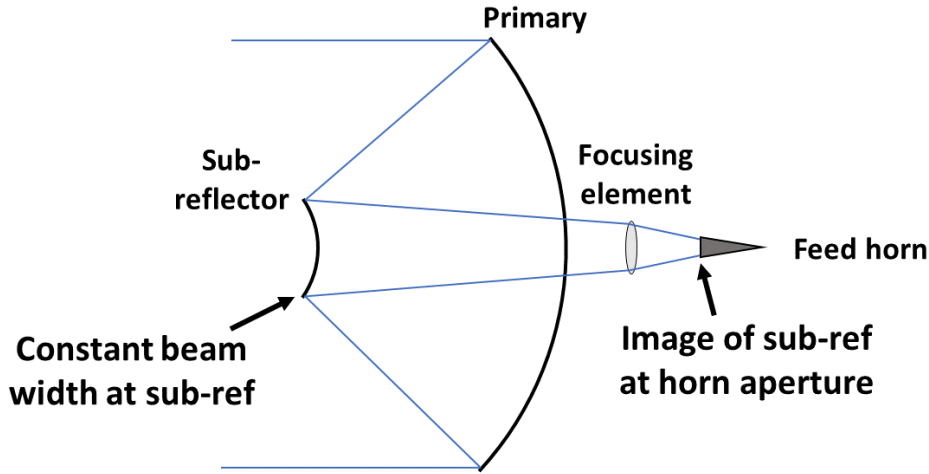 Primary
Sub-
reflector
Focusing
element
Feed horn
Constant beam
width at sub-ref
Image of sub-ref
at horn aperture